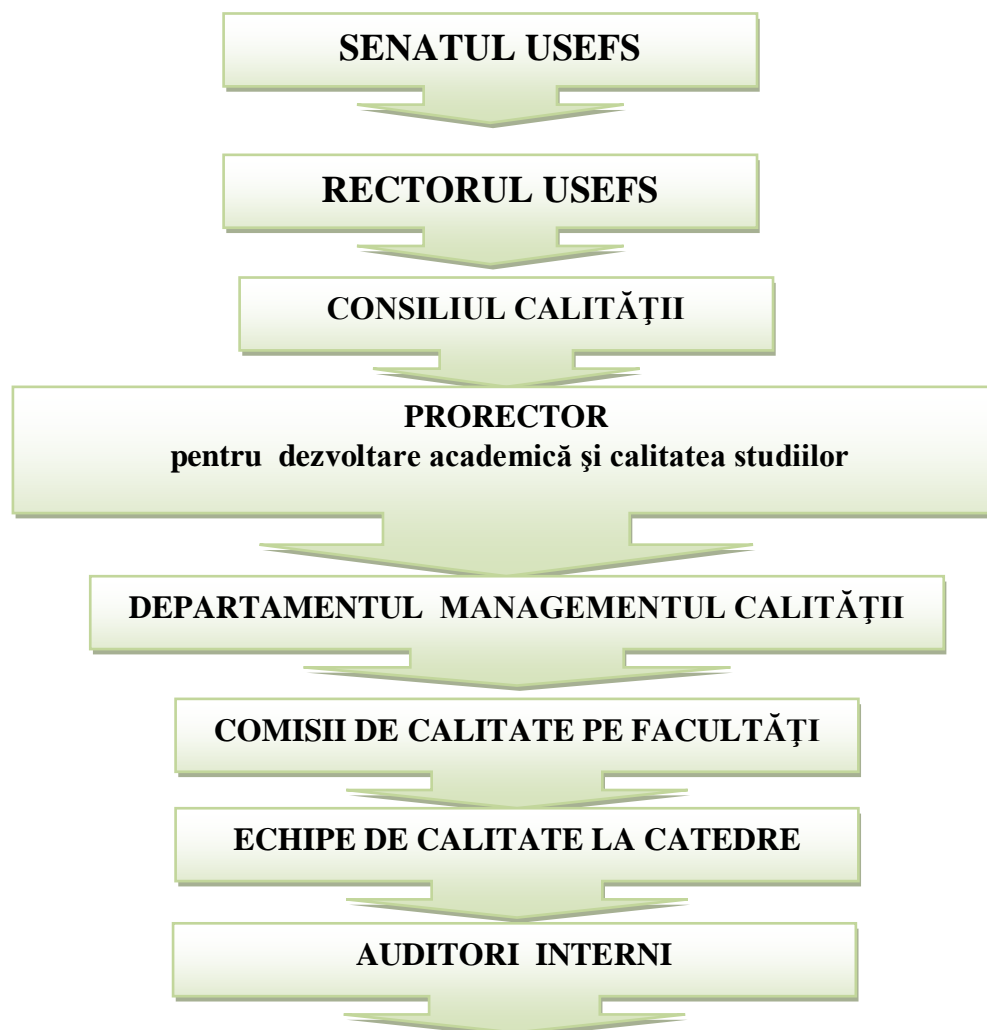 SENATUL USEFS
RECTORUL USEFS
CONSILIUL CALITĂŢII
PRORECTOR
pentru dezvoltare academică şi calitatea studiilor
DEPARTAMENTUL MANAGEMENTUL CALITĂŢII
COMISII DE CALITATE PE FACULTĂŢI
ECHIPE DE CALITATE LA CATEDRE
AUDITORI INTERNI